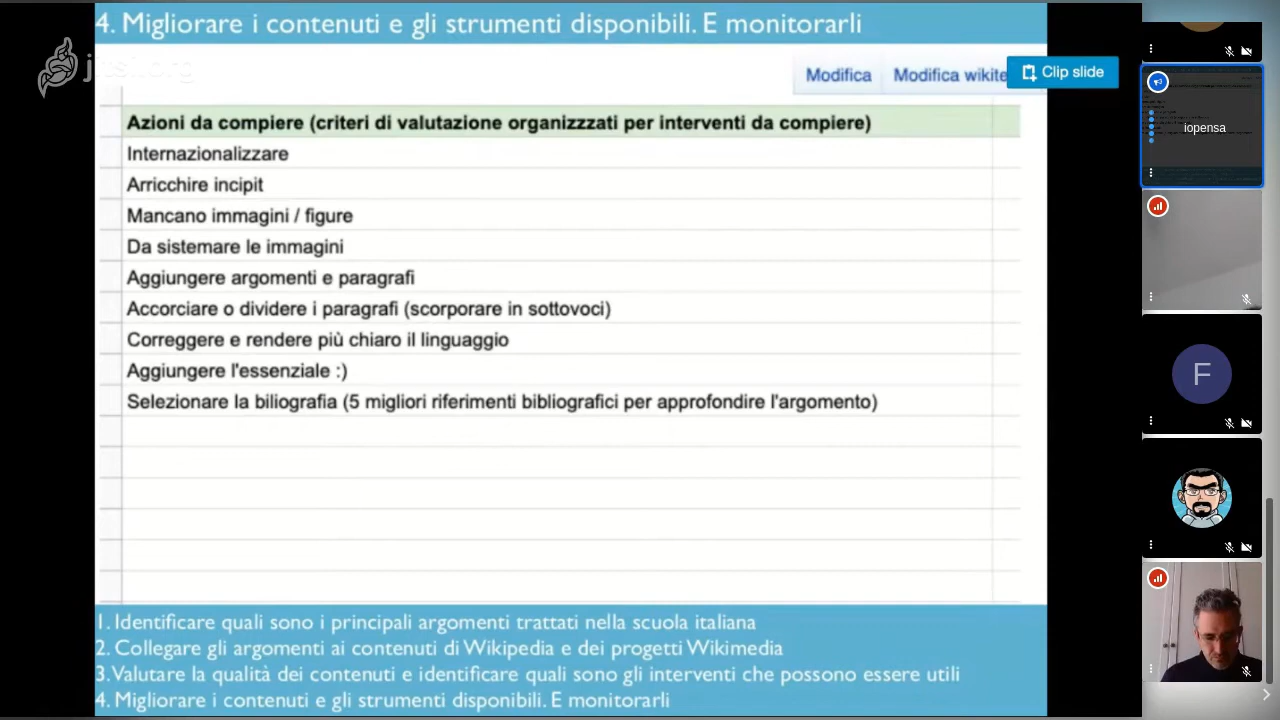 4. Migliorare i contenuti e gli strumenti disponibili. E monitorarli
Modifica
Modifica wikite
Clip slide
Azioni da compiere (criteri di valutazione organizzzati per interventi da compiere)
Internazionalizzare
Arricchire incipit
Mancano immagini / figure
Da sistemare le immagini
Aggiungere argomenti e paragrafi
Accorciare o dividere i paragrafi (scorporare in sottovoci)
Correggere e rendere più chiaro il linguaggio
Aggiungere l'essenziale :)
Selezionare la biliografia (5 migliori riferimenti bibliografici per approfondire l'argomento)
1. Identificare quali sono i principali argomenti trattati nella scuola italiana
2. Collegare gli argomenti ai contenuti di Wikipedia e dei progetti Wikimedia
3. Valutare la qualità dei contenuti e identificare quali sono gli interventi che possono essere utili
4. Migliorare i contenuti e gli strumenti disponibili. E monitorarli
iopensa
F